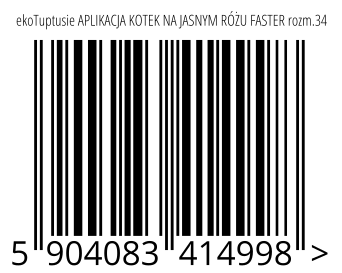 ekoTuptusie APLIKACJA KOTEK NA JASNYM RÓŻU FASTER rozm.34
5 904083 414998 >